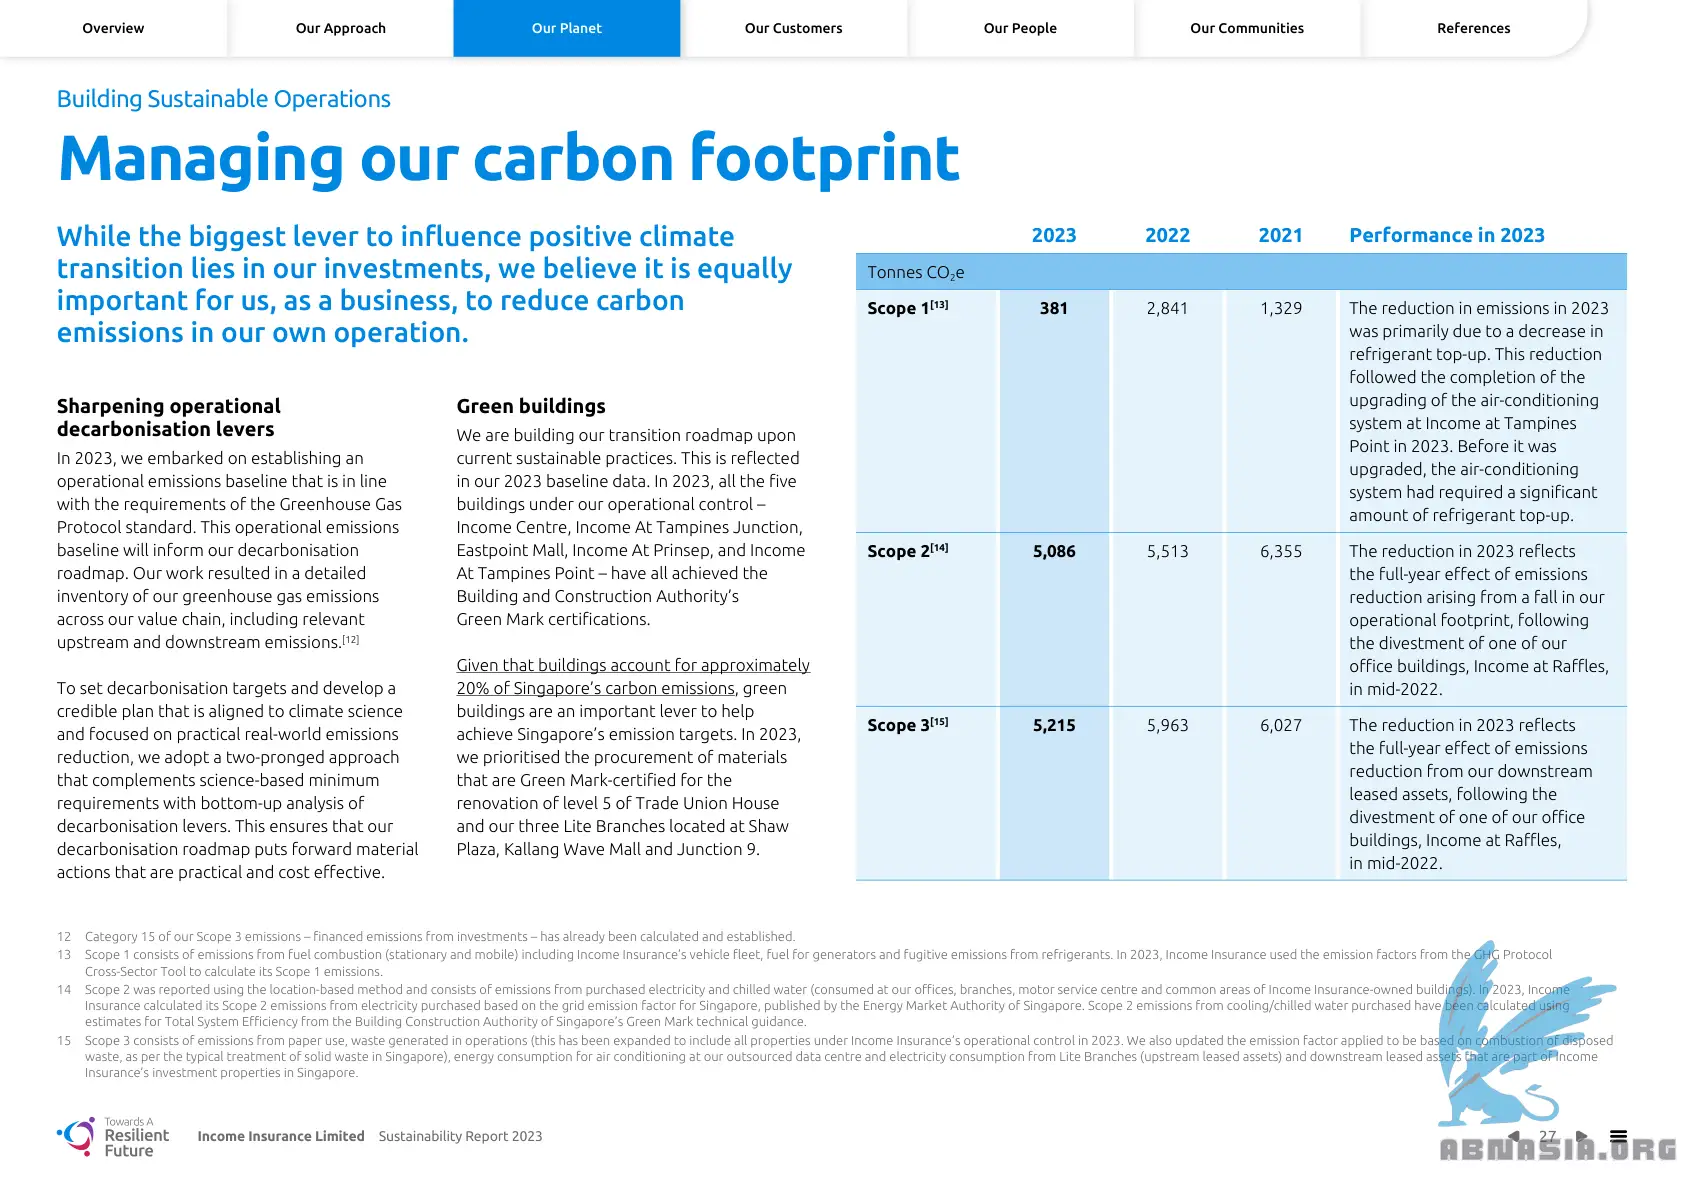 Overview
Our Approach
Our Planet
Our Customers
Our People
Our Communities
References
Building Sustainable Operations
Managing our carbon footprint
While the biggest lever to influence positive climate
transition lies in our investments, we believe it is equally
important for us, as a business, to reduce carbon
emissions in our own operation.
Sharpening operational
decarbonisation levers
In 2023, we embarked on establishing an
operational emissions baseline that is in line
with the requirements of the Greenhouse Gas
Protocol standard. This operational emissions
baseline will inform our decarbonisation
roadmap. Our work resulted in a detailed
inventory of our greenhouse gas emissions
across our value chain, including relevant
upstream and downstream emissions.[12]
To set decarbonisation targets and develop a
credible plan that is aligned to climate science
and focused on practical real-world emissions
reduction, we adopt a two-pronged approach
that complements science-based minimum
requirements with bottom-up analysis of
decarbonisation levers. This ensures that our
decarbonisation roadmap puts forward material
actions that are practical and cost effective.
Green buildings
We are building our transition roadmap upon
current sustainable practices. This is reflected
in our 2023 baseline data. In 2023, all the five
buildings under our operational control –
Income Centre, Income At Tampines Junction,
Eastpoint Mall, Income At Prinsep, and Income
At Tampines Point – have all achieved the
Building and Construction Authority's
Green Mark certifications.
Given that buildings account for approximately
20% of Singapore's carbon emissions, green
buildings are an important lever to help
achieve Singapore's emission targets. In 2023,
we prioritised the procurement of materials
that are Green Mark-certified for the
renovation of level 5 of Trade Union House
and our three Lite Branches located at Shaw
Plaza, Kallang Wave Mall and Junction 9.
2023 2022 2021 Performance in 2023
Tonnes CO₂e
Scope 1[13] 381 2,841 1,329 The reduction in emissions in 2023
was primarily due to a decrease in
refrigerant top-up. This reduction
followed the completion of the
upgrading of the air-conditioning
system at Income at Tampines
Point in 2023. Before it was
upgraded, the air-conditioning
system had required a significant
amount of refrigerant top-up.
Scope 2[14] 5,086 5,513 6,355 The reduction in 2023 reflects
the full-year effect of emissions
reduction arising from a fall in our
operational footprint, following
the divestment of one of our
office buildings, Income at Raffles,
in mid-2022.
Scope 3[15] 5,215 5,963 6,027 The reduction in 2023 reflects
the full-year effect of emissions
reduction from our downstream
leased assets, following the
divestment of one of our office
buildings, Income at Raffles,
in mid-2022.
12 Category 15 of our Scope 3 emissions – financed emissions from investments – has already been calculated and established.
13 Scope 1 consists of emissions from fuel combustion (stationary and mobile) including Income Insurance's vehicle fleet, fuel for generators and fugitive emissions from refrigerants. In 2023, Income Insurance used the emission factors from the GHG Protocol
Cross-Sector Tool to calculate its Scope 1 emissions.
14 Scope 2 was reported using the location-based method and consists of emissions from purchased electricity and chilled water (consumed at our offices, branches, motor service centre and common areas of Income Insurance-owned buildings). In 2023, Income
Insurance calculated its Scope 2 emissions from electricity purchased based on the grid emission factor for Singapore, published by the Energy Market Authority of Singapore. Scope 2 emissions from cooling/chilled water purchased have been calculated using
estimates for Total System Efficiency from the Building Construction Authority of Singapore's Green Mark technical guidance.
15 Scope 3 consists of emissions from paper use, waste generated in operations (this has been expanded to include all properties under Income Insurance's operational control in 2023. We also updated the emission factor applied to be based on combustion of disposed
waste, as per the typical treatment of solid waste in Singapore), energy consumption for air conditioning at our outsourced data centre and electricity consumption from Lite Branches (upstream leased assets) and downstream leased assets that are part of Income
Insurance's investment properties in Singapore.
Towards A
Resilient
Future
Income Insurance Limited Sustainability Report 2023
27
ABNASIA.ORG